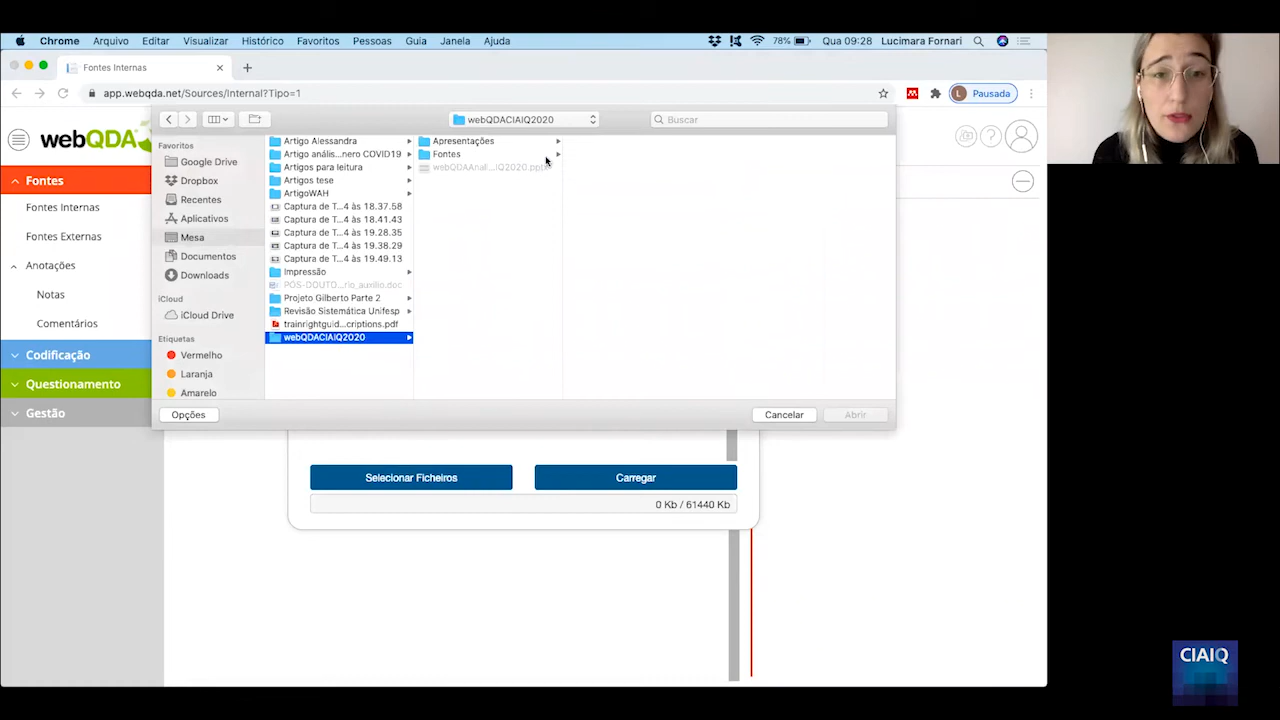 Chrome Arquivo Editar Visualizar Histórico Favoritos Pessoas Guia Janela Ajuda 78% Qua 09:28 Lucimara Fornari
Fontes Internas
app.webqda.net/Sources/Internal?Tipo=1 L Pausada
webQDA
webQDACIAIQ2020 Buscar
Fontes
Fontes Internas
Fontes Externas
Anotações
Notas
Comentários
Codificação
Questionamento
Gestão
Favoritos
Google Drive
Dropbox
Recentes
Aplicativos
Mesa
Documentos
Downloads
iCloud
iCloud Drive
Etiquetas
Vermelho
Laranja
Amarelo
Artigo Alessandra
Artigo anális...nero COVID19
Artigos para leitura
Artigos tese
ArtigoWAH
Captura de T...4 às 18.37.58
Captura de T...4 às 18.41.43
Captura de T...4 às 19.28.35
Captura de T...4 às 19.38.29
Captura de T...4 às 19.49.13
Impressão
PÓS-DOUTO...rio_auxilio.doc
Projeto Gilberto Parte 2
Revisão Sistemática Unifesp
trainrightguid...criptions.pdf
webQDACIAIQ2020
Apresentações
Fontes
webQDAAnali...IQ2020.pptx
Opções Cancelar Abrir
Selecionar Ficheiros Carregar
0 Kb / 61440 Kb
CIAIQ